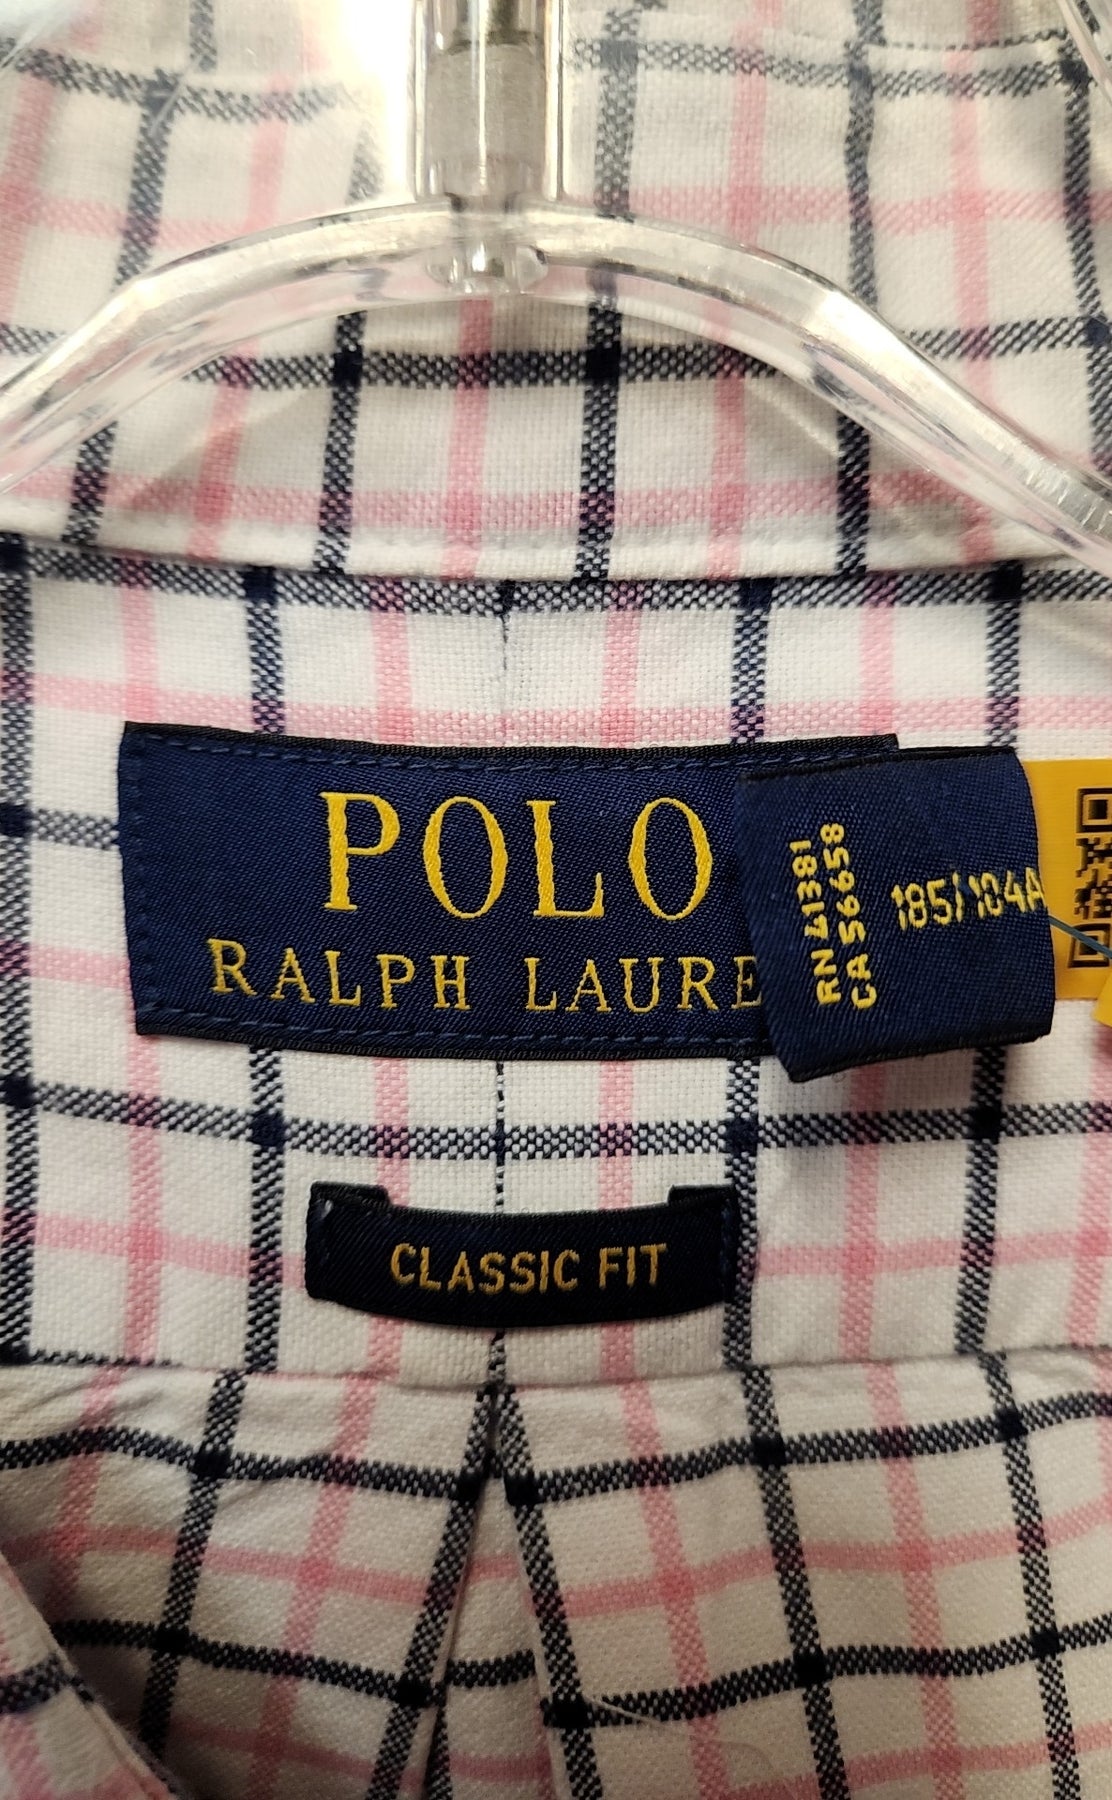 POLO
RALPH LAURE
RN 41381
CA 56658
185/104A
CLASSIC FIT